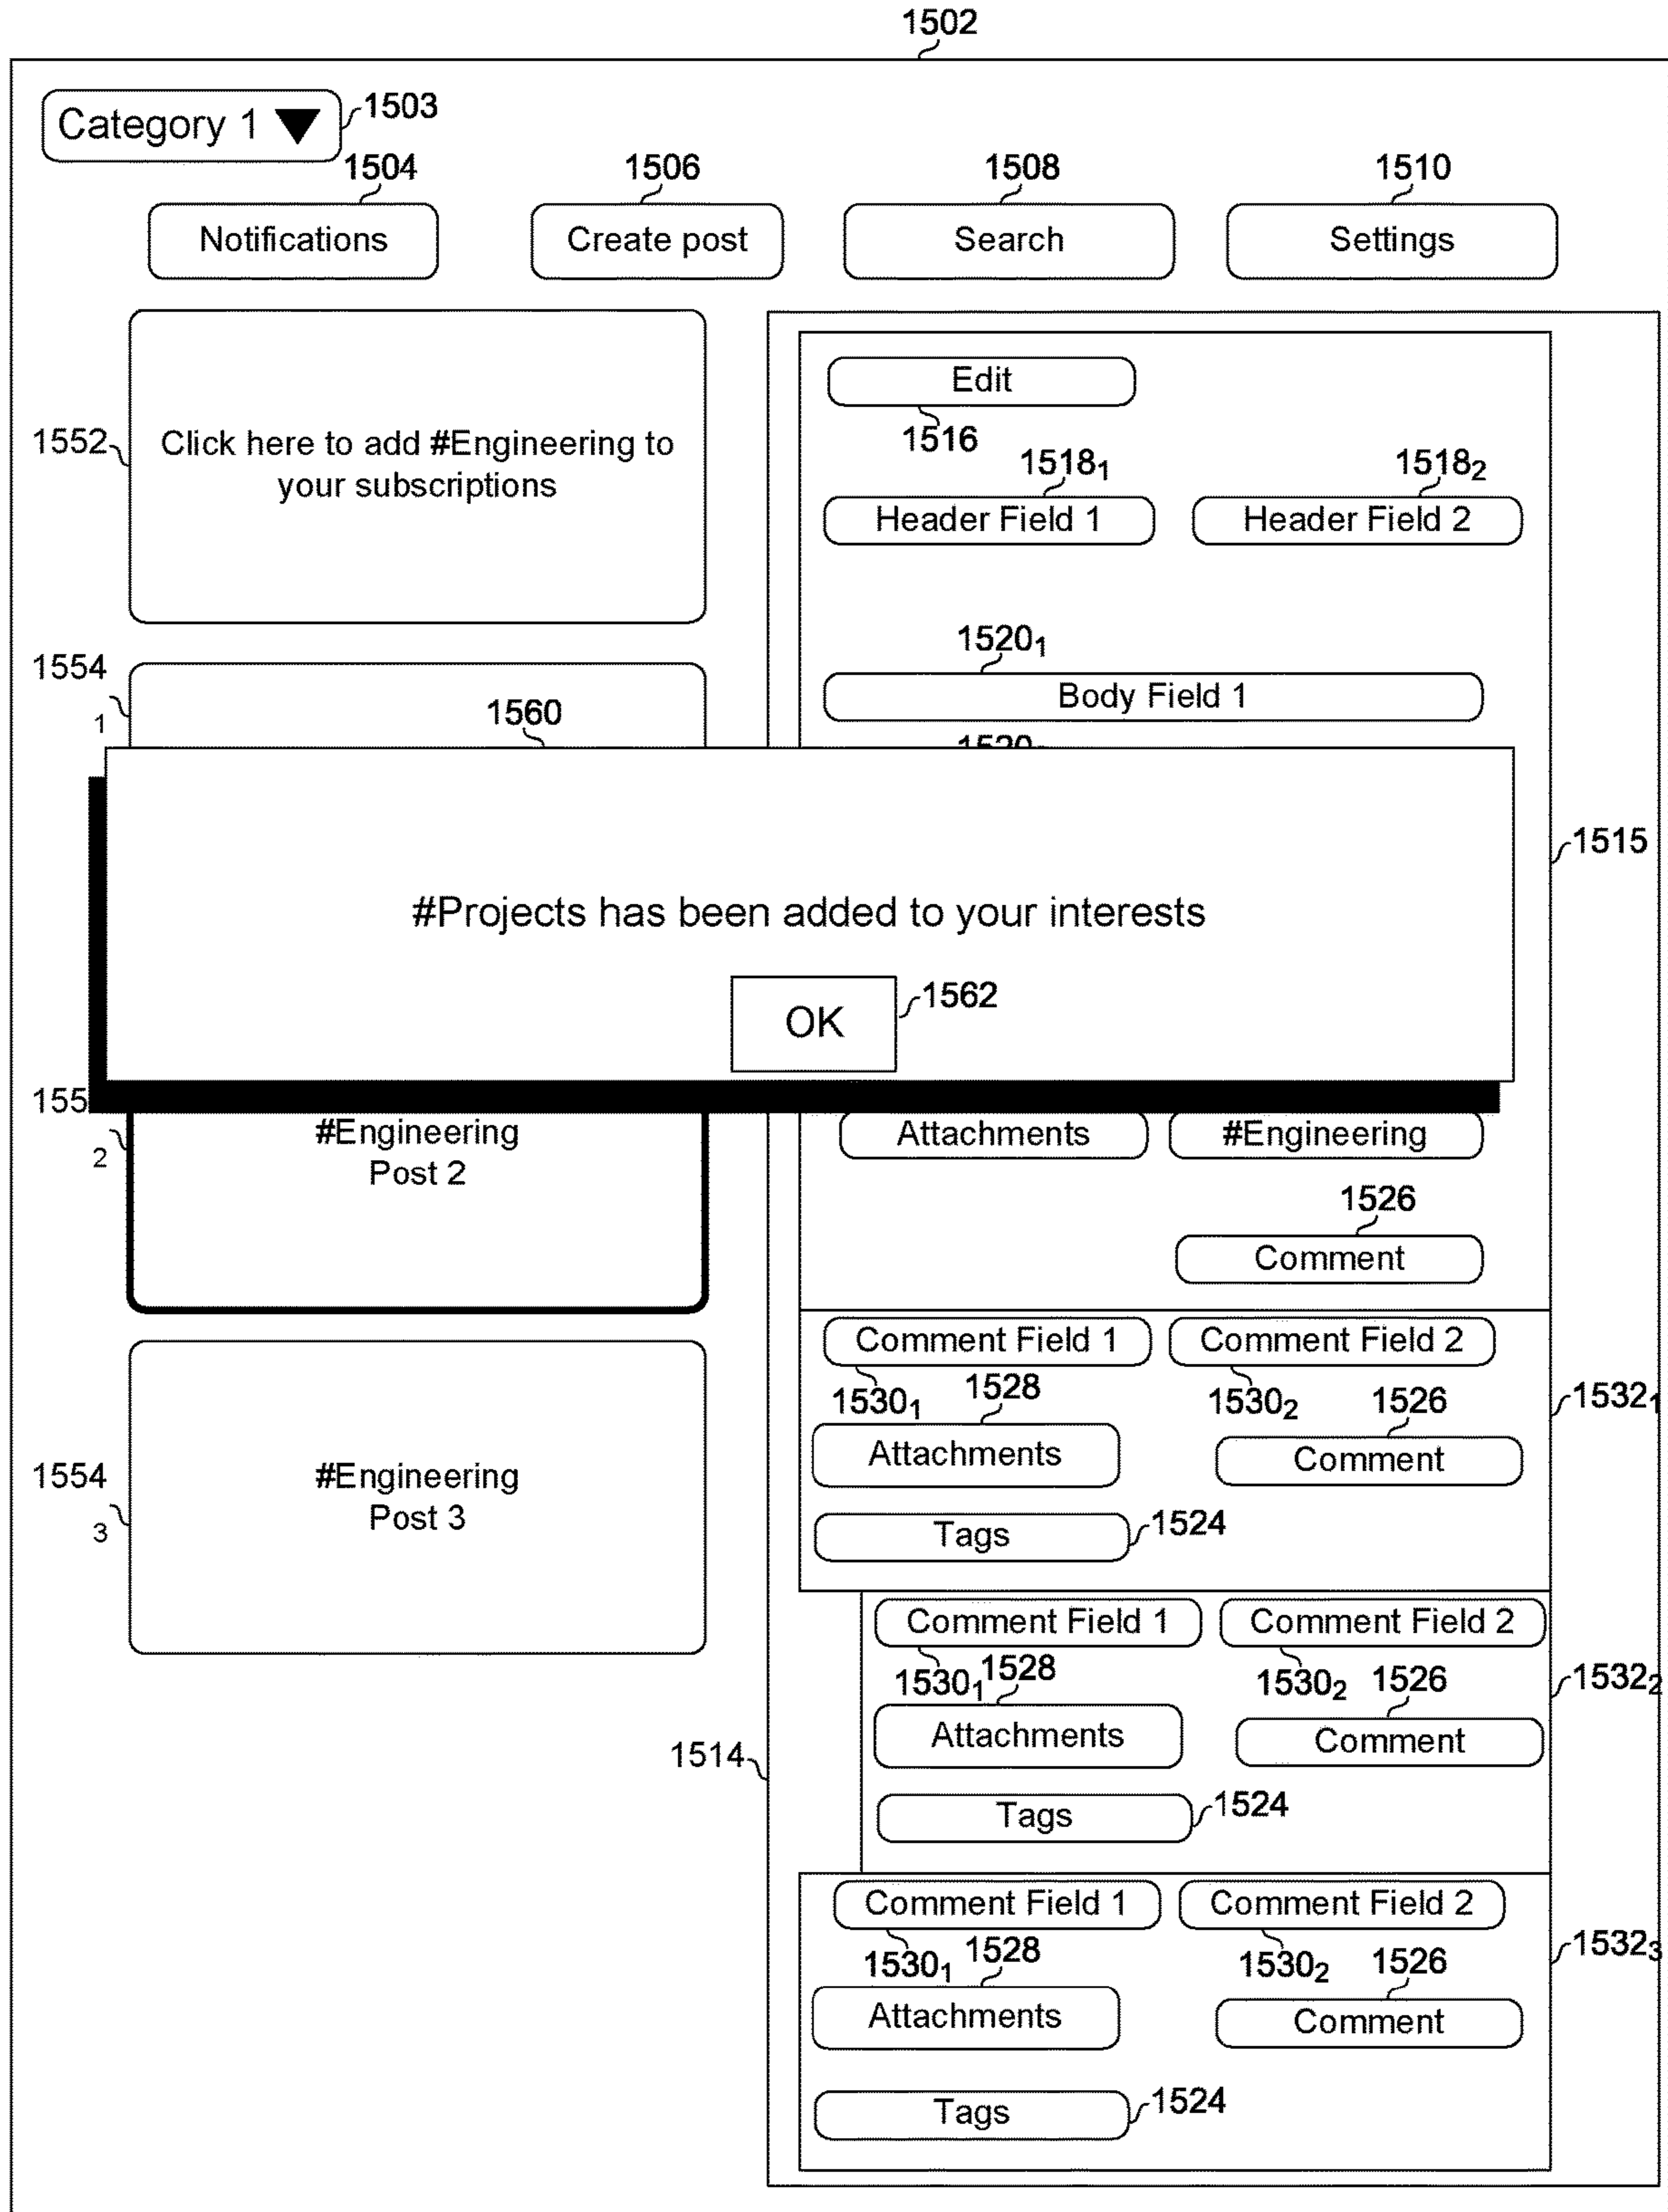 1502
Category 1
1503
1504
1506
1508
1510
Notifications
Create post
Search
Settings
1552
Click here to add #Engineering to
your subscriptions
Edit
1516
1518₁
1518₂
Header Field 1
Header Field 2
1520₁
Body Field 1
1554
1
1560
1515
#Projects has been added to your interests
OK
1562
2
#Engineering
Post 2
Attachments
#Engineering
1526
Comment
1554
3
#Engineering
Post 3
Comment Field 1
Comment Field 2
1530₁
1528
1530₂
1526
1532₁
Attachments
Comment
Tags
1524
Comment Field 1
Comment Field 2
1530₁
1528
1530₂
1526
1532₂
Attachments
Comment
1514
Tags
1524
Comment Field 1
Comment Field 2
1530₁
1528
1530₂
1526
1532₃
Attachments
Comment
Tags
1524